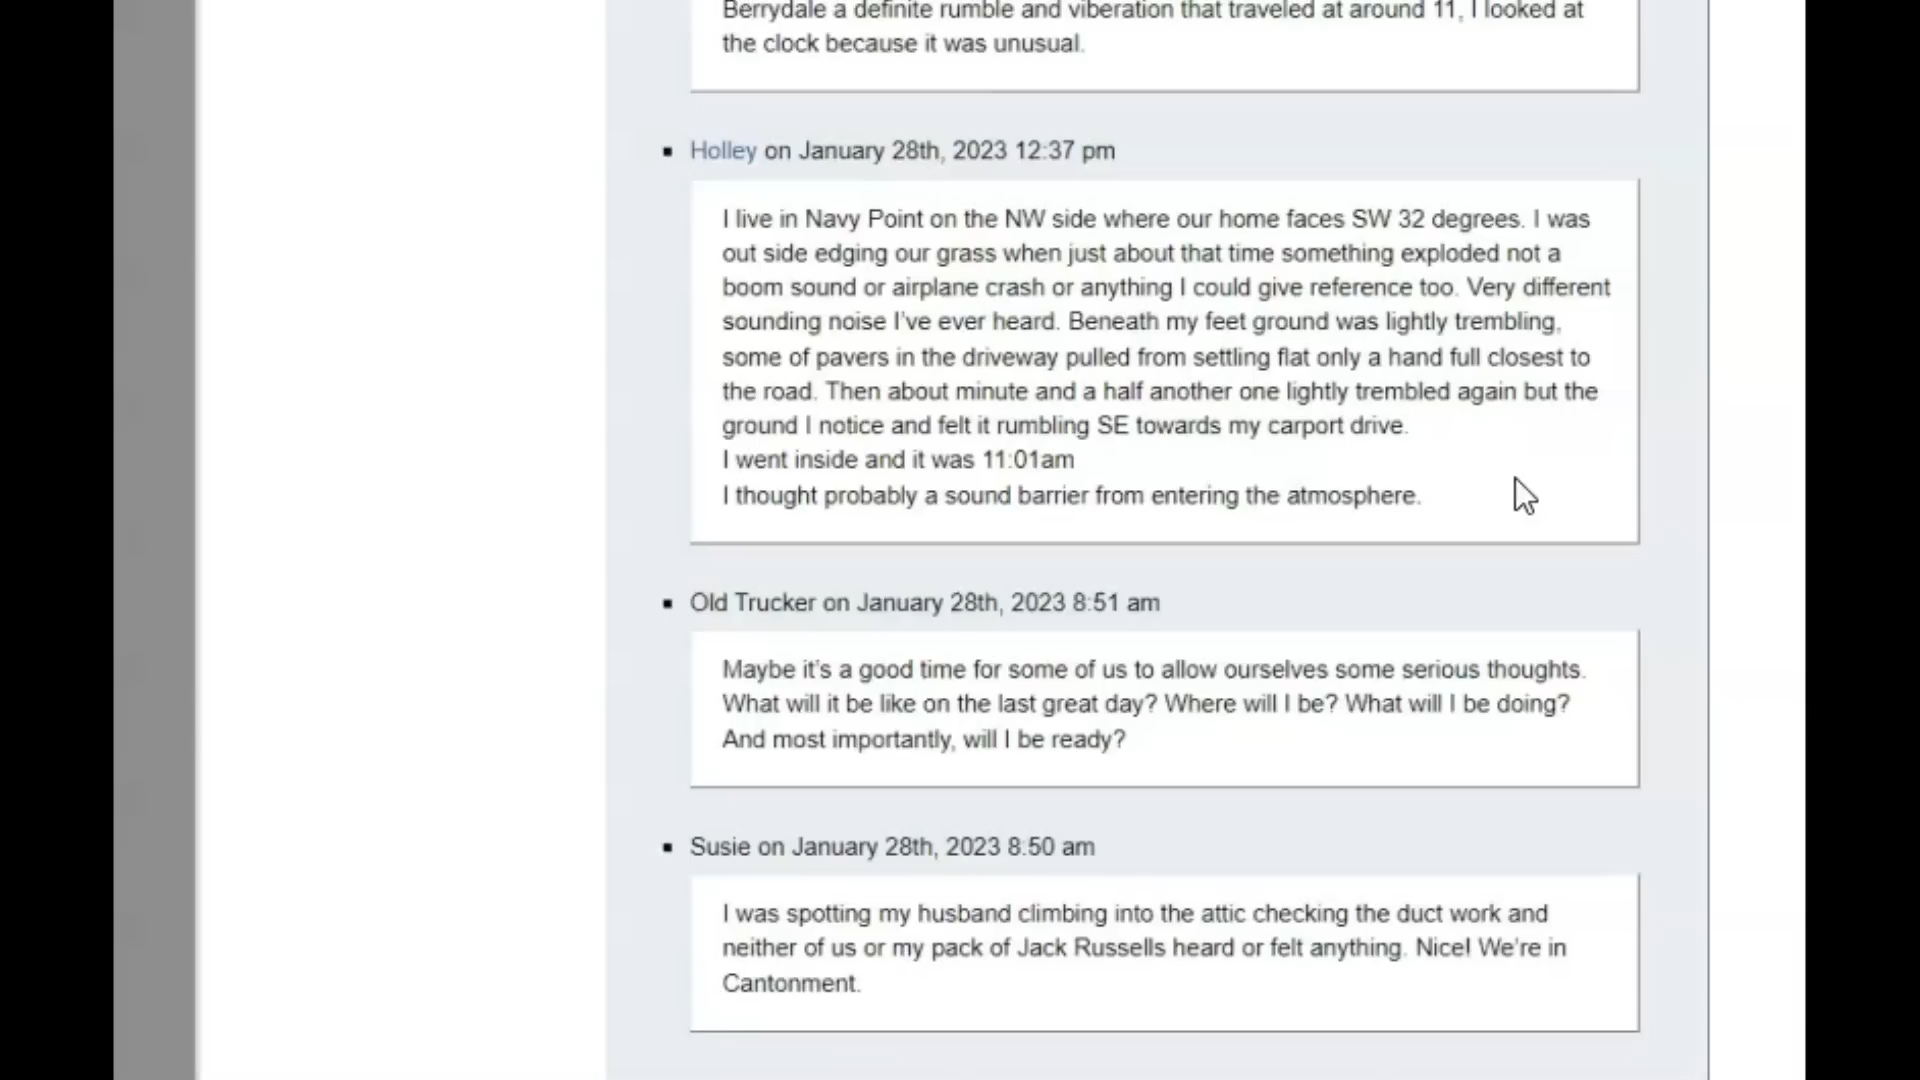 Berrydale a definite rumble and viberation that traveled at around 11, I looked at
the clock because it was unusual.
Holley on January 28th, 2023 12:37 pm
I live in Navy Point on the NW side where our home faces SW 32 degrees. I was
out side edging our grass when just about that time something exploded not a
boom sound or airplane crash or anything I could give reference too. Very different
sounding noise I've ever heard. Beneath my feet ground was lightly trembling,
some of pavers in the driveway pulled from settling flat only a hand full closest to
the road. Then about minute and a half another one lightly trembled again but the
ground I notice and felt it rumbling SE towards my carport drive.
I went inside and it was 11:01am
I thought probably a sound barrier from entering the atmosphere.
Old Trucker on January 28th, 2023 8:51 am
Maybe it's a good time for some of us to allow ourselves some serious thoughts.
What will it be like on the last great day? Where will I be? What will I be doing?
And most importantly, will I be ready?
Susie on January 28th, 2023 8:50 am
I was spotting my husband climbing into the attic checking the duct work and
neither of us or my pack of Jack Russells heard or felt anything. Nice! We're in
Cantonment.